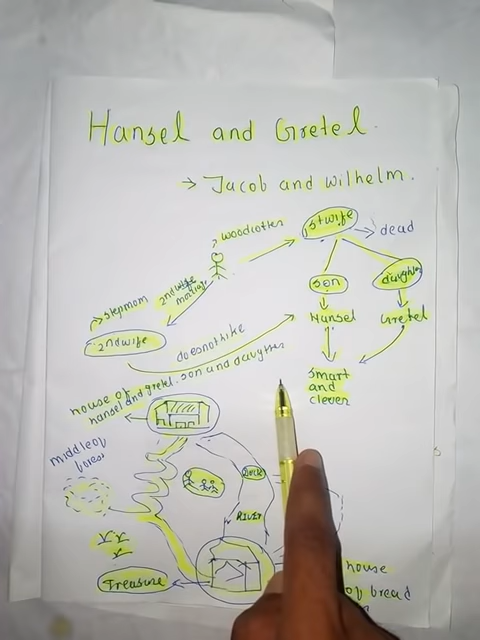 Hansel and Gretel.
→ Jacob and wilhelm.
1st wife
→ dead
→ woodcutter
son
daughter
2nd wife
marriage
→ stepmom
2nd wife
Hansel
Gretel
does not like
son and daughter
smart
and
clever
house of
hansel and gretel.
middle of
forest
Duck
RIVER
Treasure
house
of bread